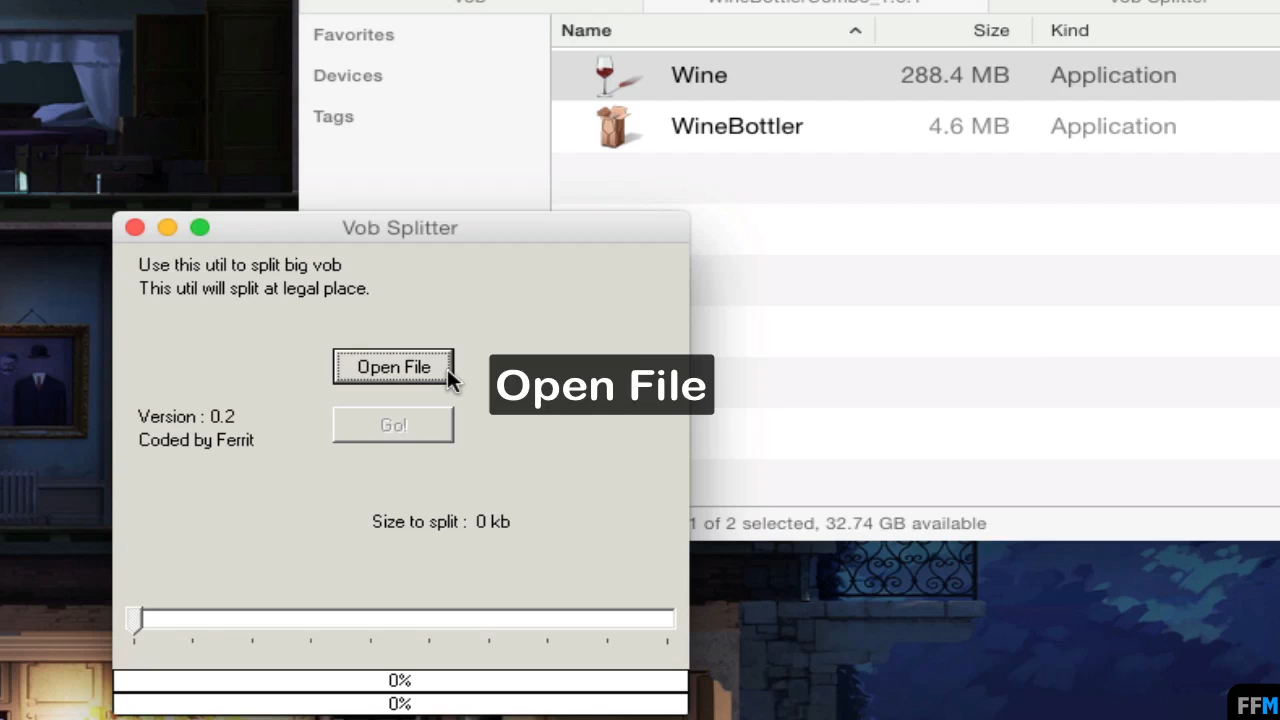 Favorites
Devices
Tags
Name
Size
Kind
Wine
288.4 MB
Application
WineBottler
4.6 MB
Application
1 of 2 selected, 32.74 GB available
Vob Splitter
Use this util to split big vob
This util will split at legal place.
Open File
Open File
Version : 0.2
Coded by Ferrit
Go!
Size to split : 0 kb
0%
0%
FFM